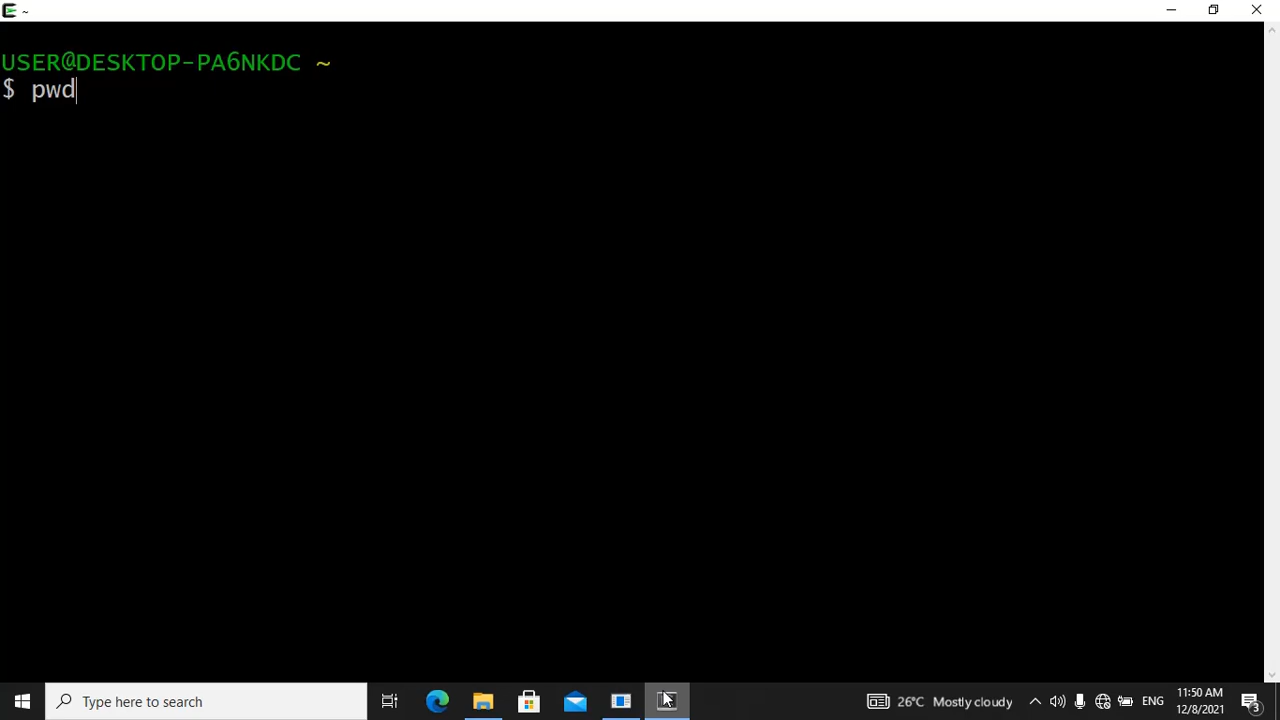 ~
USER@DESKTOP-PA6NKDC ~
$ pwd
Type here to search
26°C Mostly cloudy
ENG
11:50 AM
12/8/2021
3